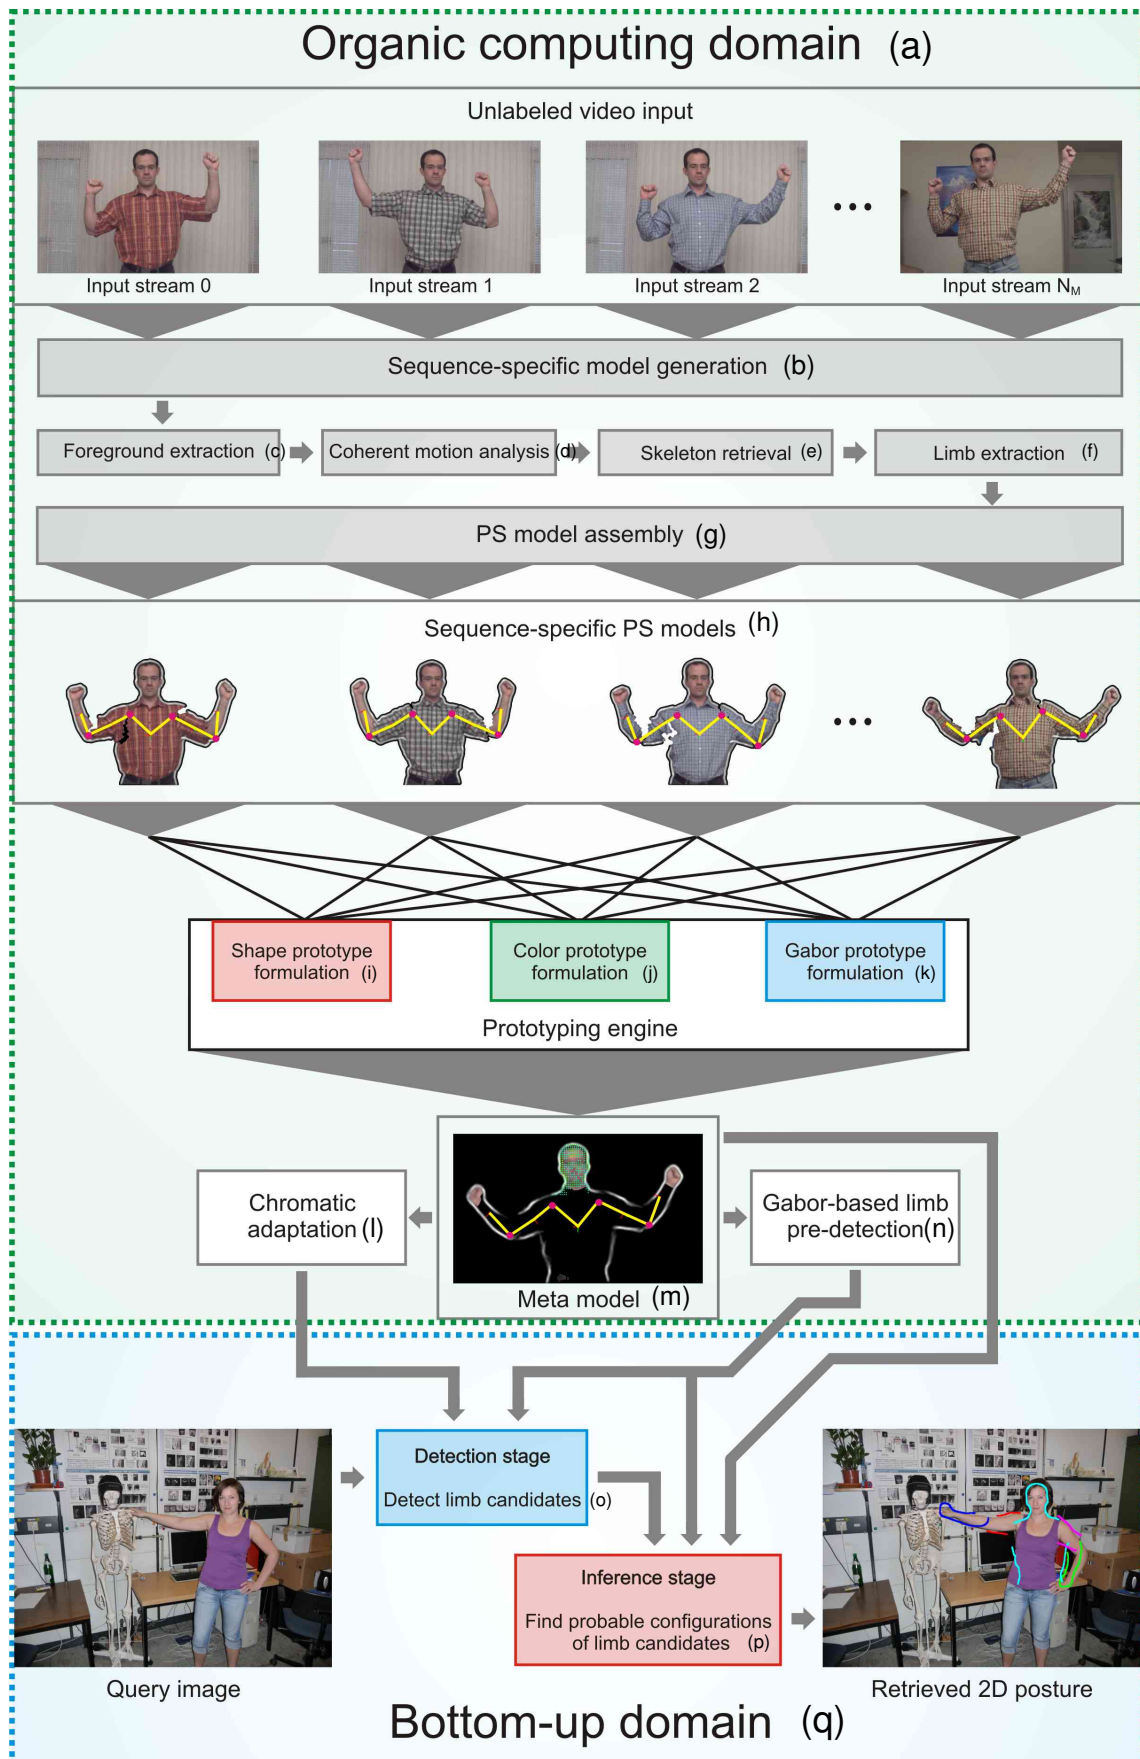 Organic computing domain (a)
Unlabeled video input
Input stream 0
Input stream 1
Input stream 2
Input stream N_M
Sequence-specific model generation (b)
Foreground extraction (c)
Coherent motion analysis (d)
Skeleton retrieval (e)
Limb extraction (f)
PS model assembly (g)
Sequence-specific PS models (h)
Shape prototype
formulation (i)
Color prototype
formulation (j)
Gabor prototype
formulation (k)
Prototyping engine
Chromatic
adaptation (l)
Meta model (m)
Gabor-based limb
pre-detection (n)
Detection stage
Detect limb candidates (o)
Inference stage
Find probable configurations
of limb candidates (p)
Query image
Retrieved 2D posture
Bottom-up domain (q)